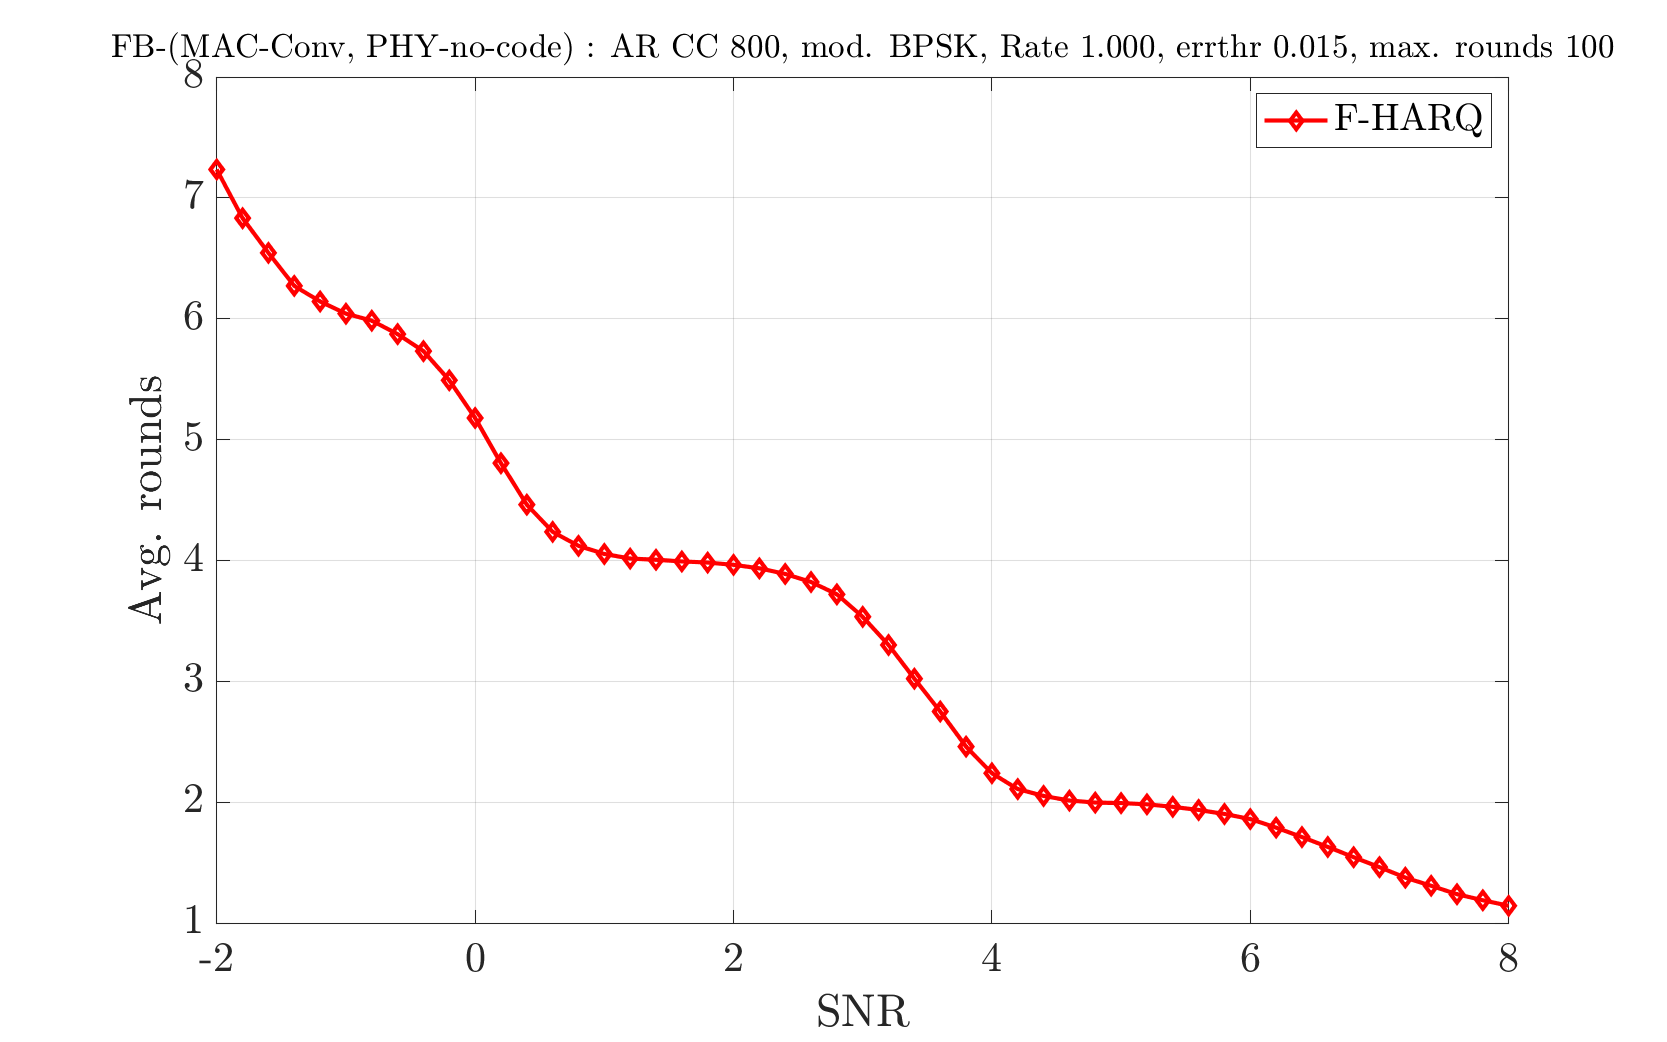 FB-(MAC-Conv, PHY-no-code) : AR CC 800, mod. BPSK, Rate 1.000, errthr 0.015, max. rounds 100
F-HARQ
8
7
6
5
4
3
2
1
Avg. rounds
-2 0 2 4 6 8
SNR